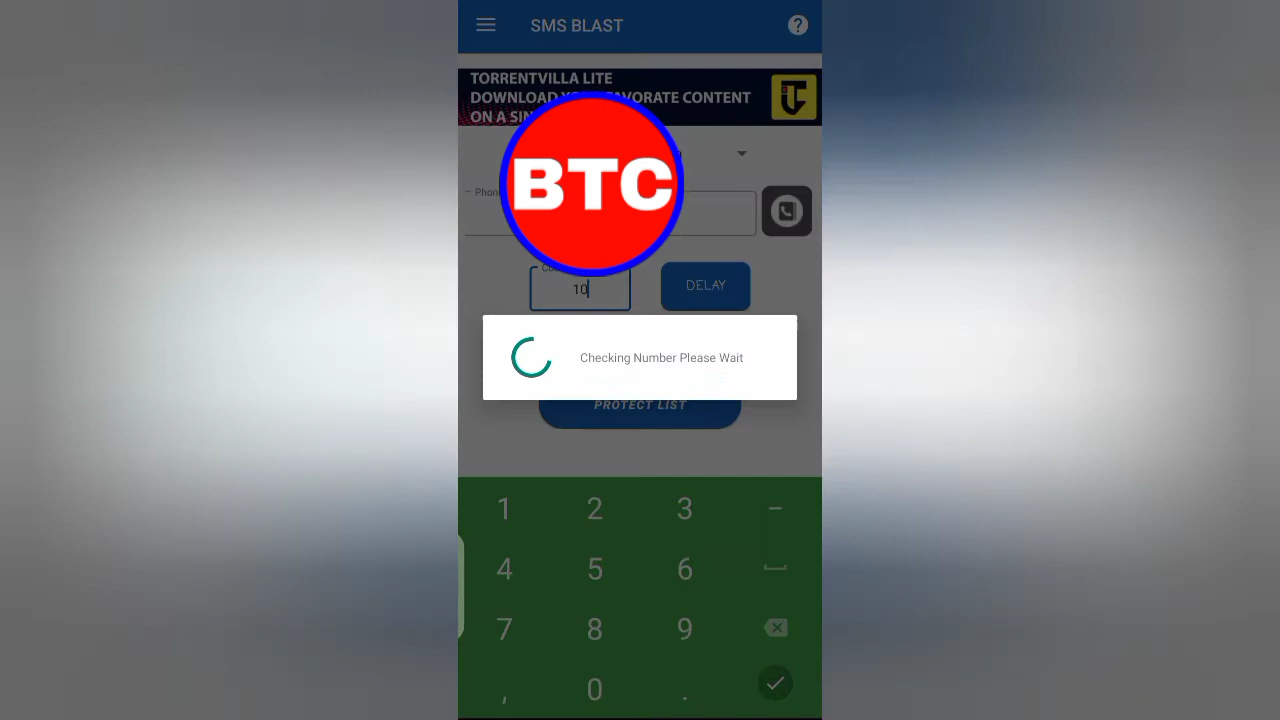 SMS BLAST
?
TORRENTVILLA LITE
DOWNLOAD FAVORATE CONTENT
ON A
BTC
10
DELAY
Checking Number Please Wait
PROTECT LIST
1 2 3 –
4 5 6
7 8 9
, 0 .